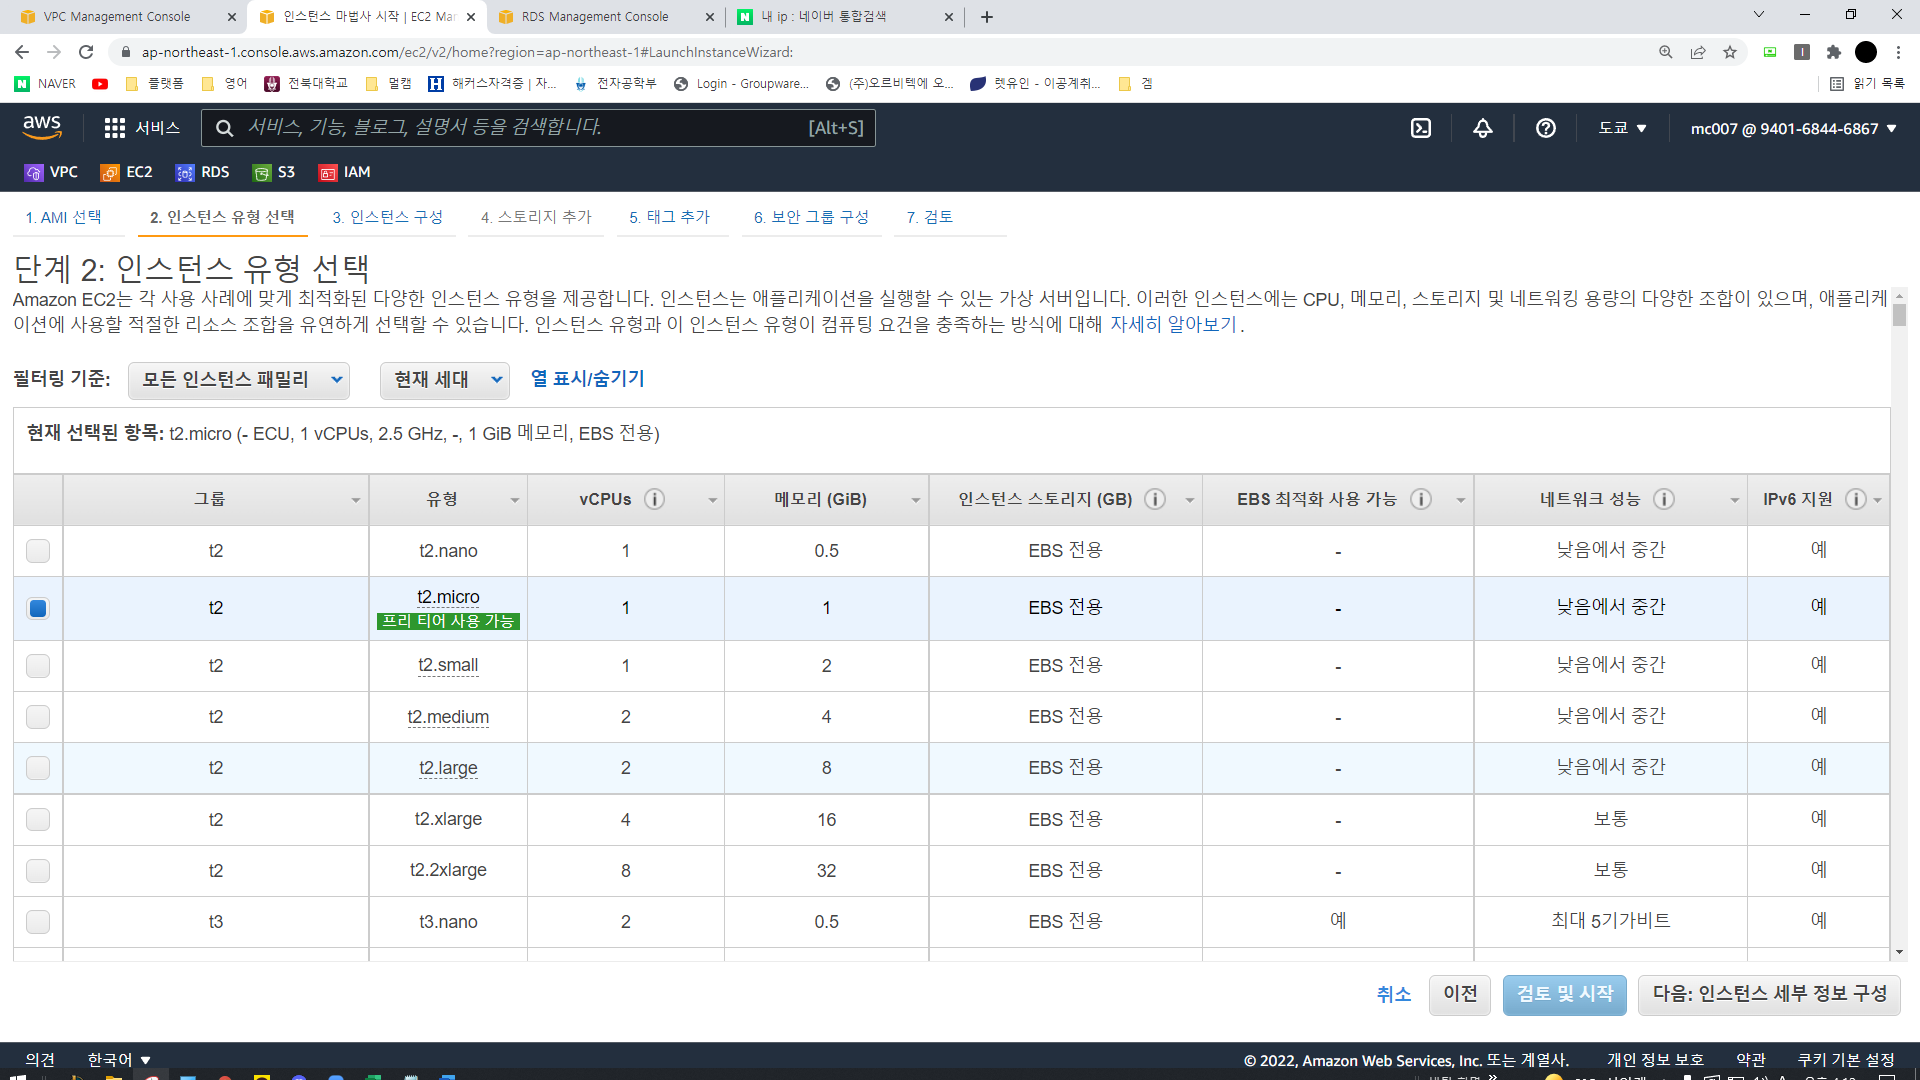 VPC Management Console
인스턴스 마법사 시작 | EC2 Mar
RDS Management Console
내 ip : 네이버 통합검색
ap-northeast-1.console.aws.amazon.com/ec2/v2/home?region=ap-northeast-1#LaunchInstanceWizard:
NAVER 플랫폼 영어 전북대학교 멀캠 해커스자격증 | 자... 전자공학부 Login - Groupware... (주)오르비텍에 오... 렛유인 - 이공계취... 겜 읽기 목록
aws 서비스 서비스, 기능, 블로그, 설명서 등을 검색합니다. [Alt+S] 도쿄 ▼ mc007 @ 9401-6844-6867 ▼
VPC EC2 RDS S3 IAM
1. AMI 선택 2. 인스턴스 유형 선택 3. 인스턴스 구성 4. 스토리지 추가 5. 태그 추가 6. 보안 그룹 구성 7. 검토
단계 2: 인스턴스 유형 선택
Amazon EC2는 각 사용 사례에 맞게 최적화된 다양한 인스턴스 유형을 제공합니다. 인스턴스는 애플리케이션을 실행할 수 있는 가상 서버입니다. 이러한 인스턴스에는 CPU, 메모리, 스토리지 및 네트워킹 용량의 다양한 조합이 있으며, 애플리케
이션에 사용할 적절한 리소스 조합을 유연하게 선택할 수 있습니다. 인스턴스 유형과 이 인스턴스 유형이 컴퓨팅 요건을 충족하는 방식에 대해 자세히 알아보기.
필터링 기준: 모든 인스턴스 패밀리 현재 세대 열 표시/숨기기
현재 선택된 항목: t2.micro (- ECU, 1 vCPUs, 2.5 GHz, -, 1 GiB 메모리, EBS 전용)
그룹 유형 vCPUs 메모리 (GiB) 인스턴스 스토리지 (GB) EBS 최적화 사용 가능 네트워크 성능 IPv6 지원
t2 t2.nano 1 0.5 EBS 전용 - 낮음에서 중간 예
t2 t2.micro 1 1 EBS 전용 - 낮음에서 중간 예
프리 티어 사용 가능
t2 t2.small 1 2 EBS 전용 - 낮음에서 중간 예
t2 t2.medium 2 4 EBS 전용 - 낮음에서 중간 예
t2 t2.large 2 8 EBS 전용 - 낮음에서 중간 예
t2 t2.xlarge 4 16 EBS 전용 - 보통 예
t2 t2.2xlarge 8 32 EBS 전용 - 보통 예
t3 t3.nano 2 0.5 EBS 전용 예 최대 5기가비트 예
취소 이전 검토 및 시작 다음: 인스턴스 세부 정보 구성
의견 한국어 ▼ © 2022, Amazon Web Services, Inc. 또는 계열사. 개인 정보 보호 약관 쿠키 기본 설정